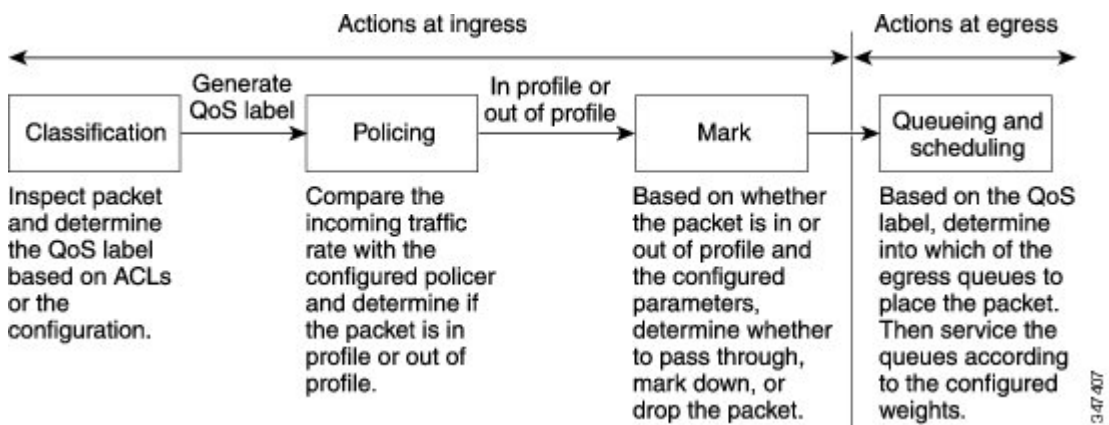 Actions at ingress
Actions at egress
Generate
QoS label
In profile or
out of profile
Classification
Policing
Mark
Queueing and
scheduling
Inspect packet
and determine
the QoS label
based on ACLs
or the
configuration.
Compare the
incoming traffic
rate with the
configured policer
and determine if
the packet is in
profile or out of
profile.
Based on whether
the packet is in or
out of profile and
the configured
parameters,
determine whether
to pass through,
mark down, or
drop the packet.
Based on the QoS
label, determine
into which of the
egress queues to
place the packet.
Then service the
queues according
to the configured
weights.
347407